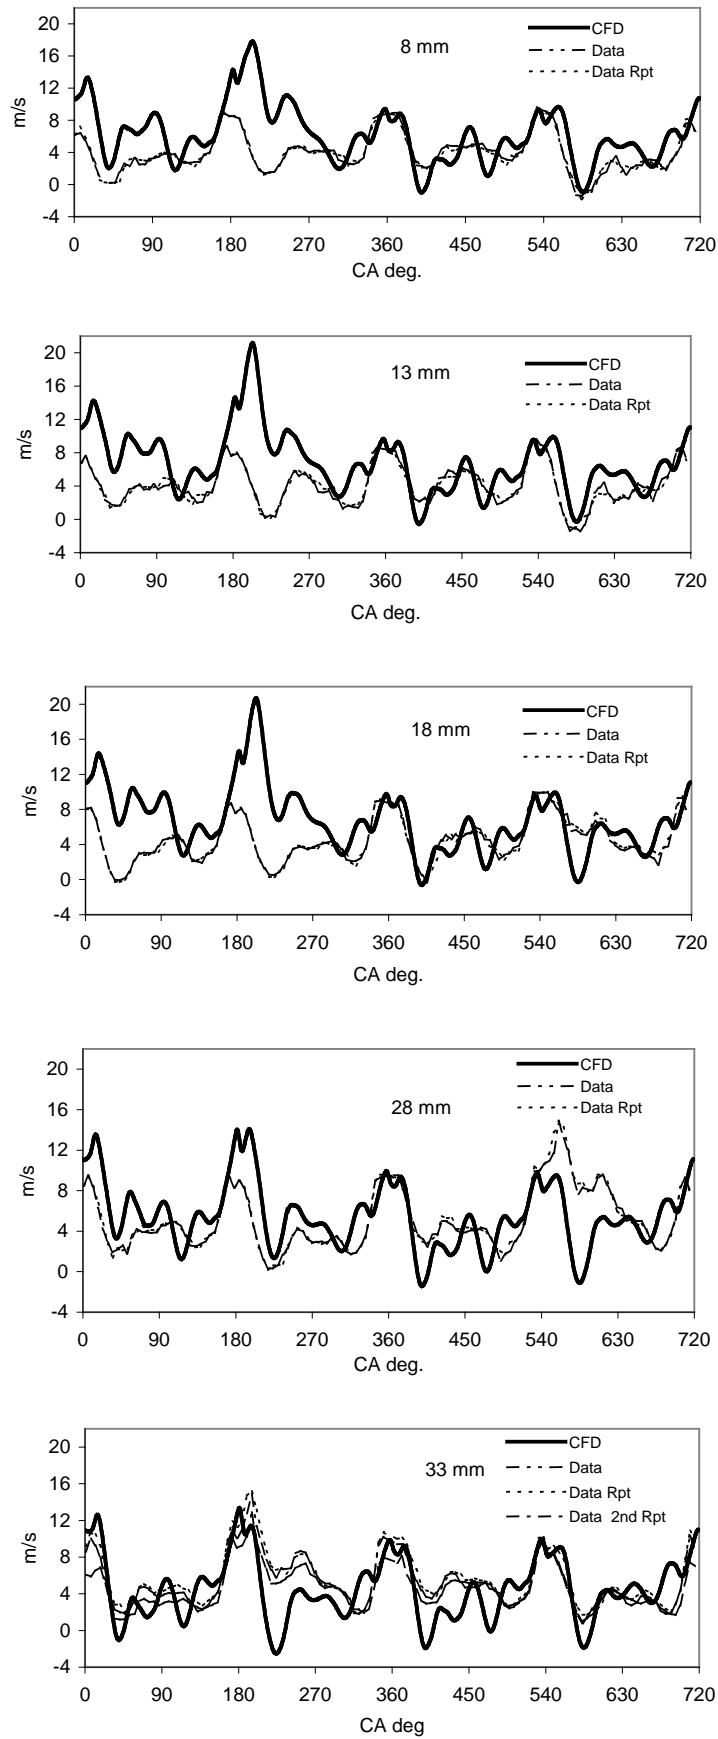 20
16
12
8
4
0
-4
m/s
8 mm
CFD
Data
Data Rpt
0 90 180 270 360 450 540 630 720
CA deg.
20
16
12
8
4
0
-4
m/s
13 mm
CFD
Data
Data Rpt
0 90 180 270 360 450 540 630 720
CA deg.
20
16
12
8
4
0
-4
m/s
18 mm
CFD
Data
Data Rpt
0 90 180 270 360 450 540 630 720
CA deg.
20
16
12
8
4
0
-4
m/s
28 mm
CFD
Data
Data Rpt
0 90 180 270 360 450 540 630 720
CA deg.
20
16
12
8
4
0
-4
m/s
33 mm
CFD
Data
Data Rpt
Data 2nd Rpt
0 90 180 270 360 450 540 630 720
CA deg